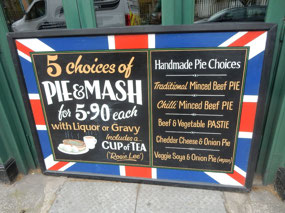 5 choices of
PIE & MASH
for 5·90 each
with Liquor or Gravy
Includes a
CUP of TEA
("Rosie Lee")
Handmade Pie Choices
Traditional Minced Beef PIE
Chilli Minced Beef PIE
Beef & Vegetable PASTIE
Cheddar Cheese & Onion Pie
Veggie Soya & Onion Pie (vegan)